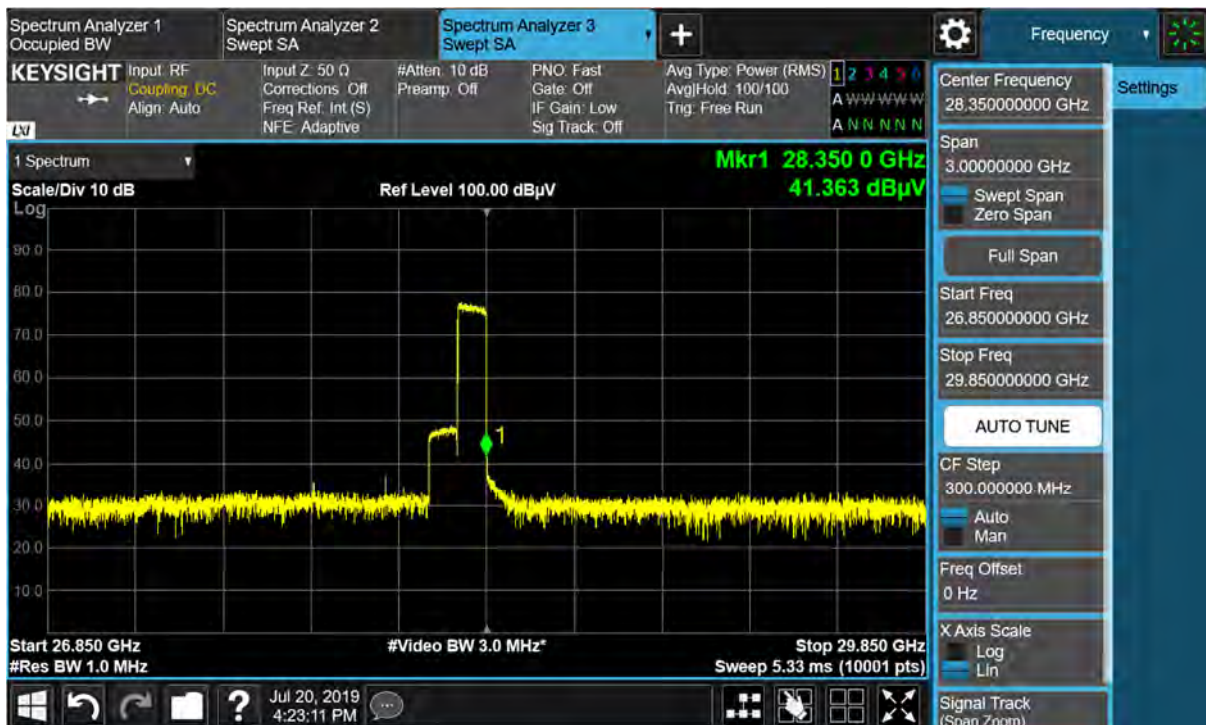 Spectrum Analyzer 1
Occupied BW
Spectrum Analyzer 2
Swept SA
Spectrum Analyzer 3
Swept SA
Frequency
KEYSIGHT
Input: RF
Coupling: DC
Align: Auto
Input Z: 50 Ω
Corrections: Off
Freq Ref: Int (S)
NFE: Adaptive
#Atten: 10 dB
Preamp: Off
PNO: Fast
Gate: Off
IF Gain: Low
Sig Track: Off
Avg Type: Power (RMS)
Avg|Hold: 100/100
Trig: Free Run
1 2 3 4 5 6
A W W W W W
A N N N N N
LXI
1 Spectrum
Scale/Div 10 dB
Ref Level 100.00 dBµV
Mkr1 28.350 0 GHz
41.363 dBµV
Log
90.0
80.0
70.0
60.0
50.0
40.0
30.0
20.0
10.0
1
Start 26.850 GHz
#Video BW 3.0 MHz*
Stop 29.850 GHz
#Res BW 1.0 MHz
Sweep 5.33 ms (10001 pts)
Jul 20, 2019
4:23:11 PM
?
Center Frequency
28.350000000 GHz
Settings
Span
3.00000000 GHz
Swept Span
Zero Span
Full Span
Start Freq
26.850000000 GHz
Stop Freq
29.850000000 GHz
AUTO TUNE
CF Step
300.000000 MHz
Auto
Man
Freq Offset
0 Hz
X Axis Scale
Log
Lin
Signal Track
(Span Zoom)